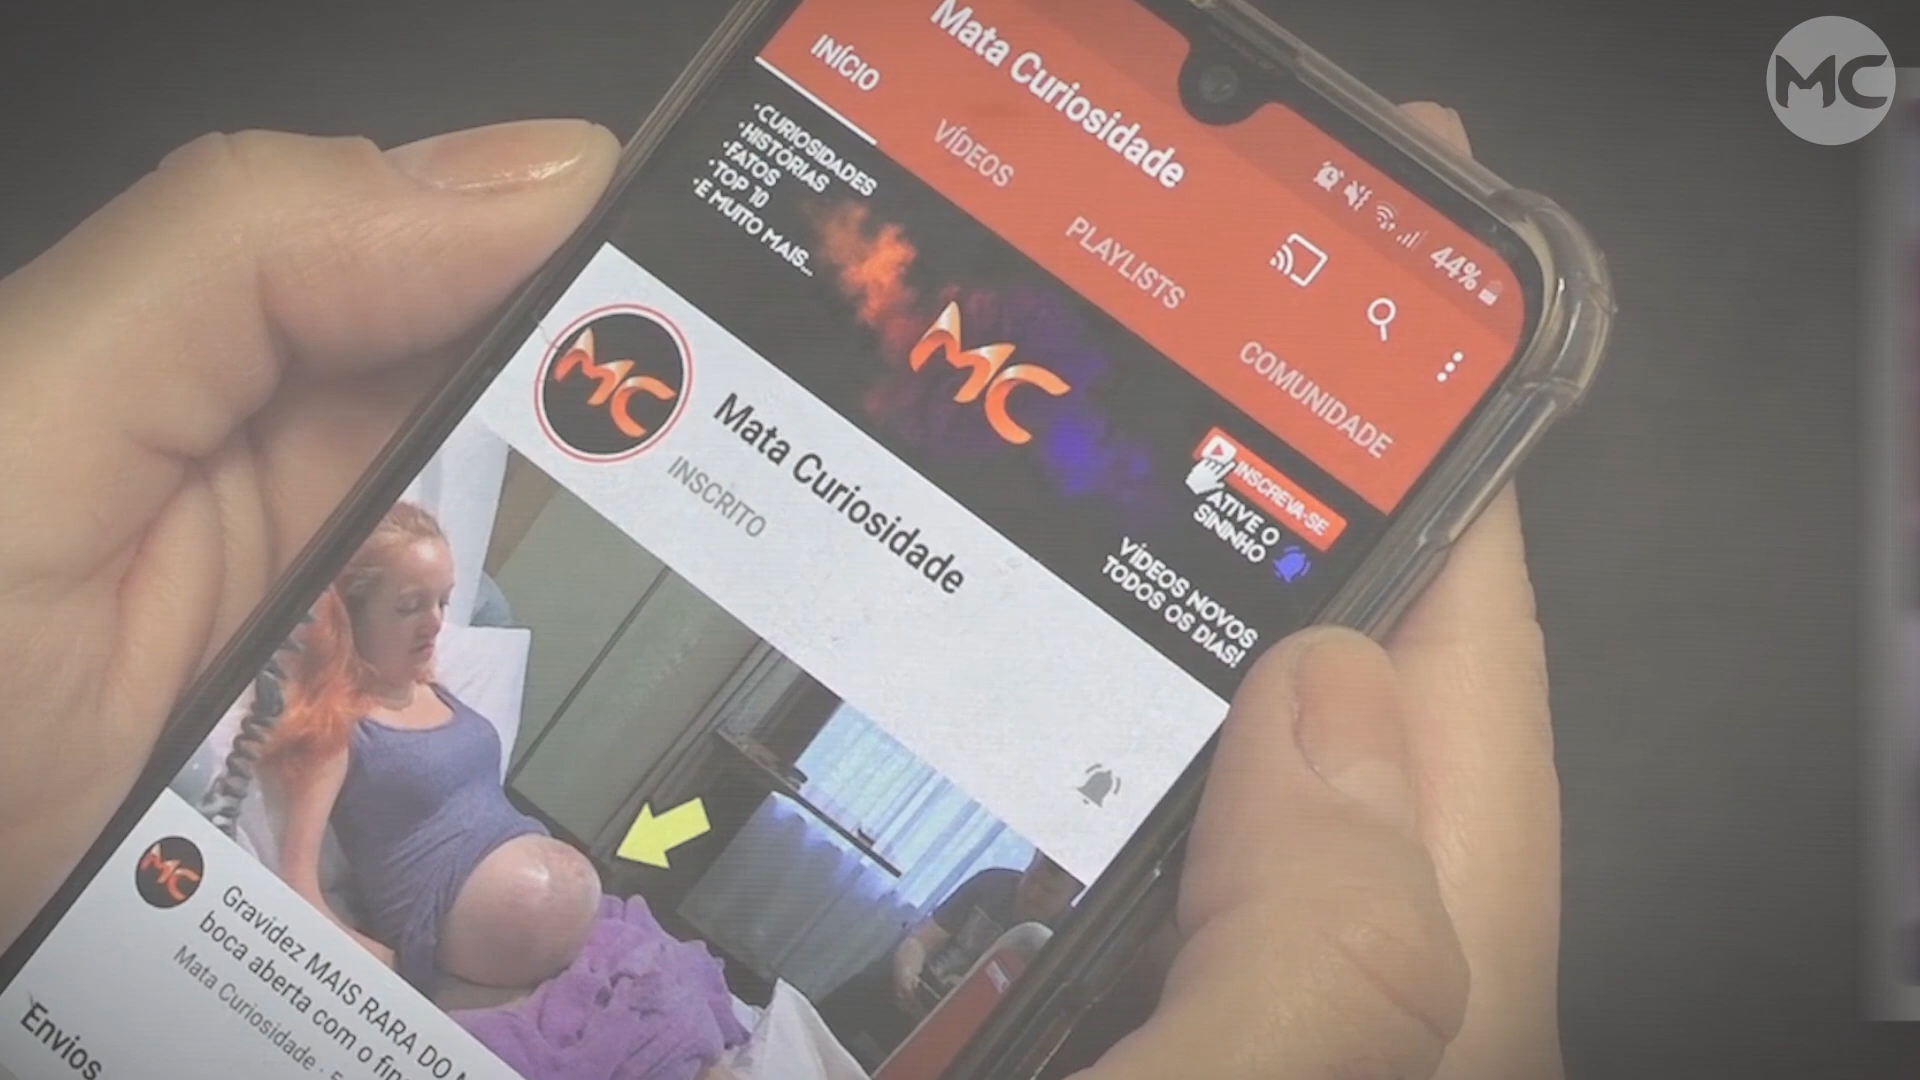 MC
Mata Curiosidade
44%
INÍCIO
VÍDEOS
PLAYLISTS
COMUNIDADE
•CURIOSIDADES
•HISTÓRIAS
•FATOS
•TOP 10
•E MUITO MAIS...
MC
INSCREVA-SE
ATIVE O
SININHO
VÍDEOS NOVOS
TODOS OS DIAS!
MC
Mata Curiosidade
INSCRITO
MC
Gravidez MAIS RARA DO
boca aberta com o
Mata Curiosidade ·
Envios